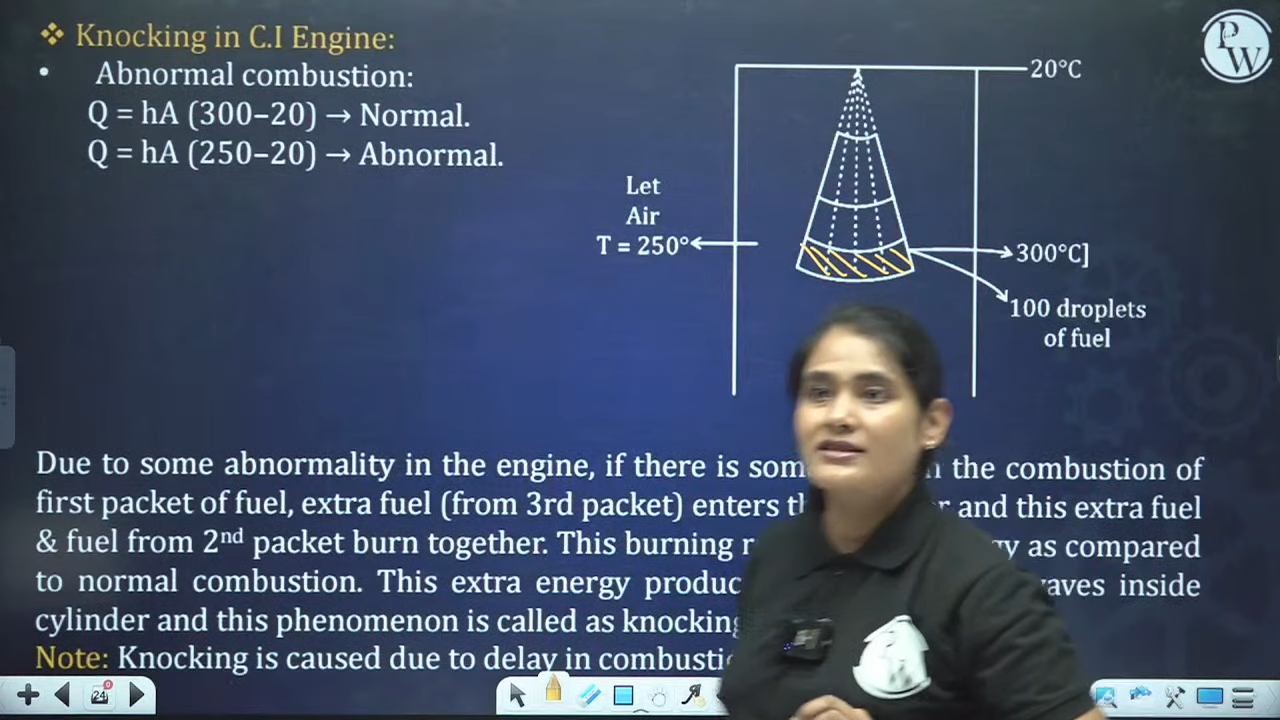 Knocking in C.I Engine:
• Abnormal combustion:
Q = hA (300–20) → Normal.
Q = hA (250–20) → Abnormal.
PW
20°C
Let
Air
T = 250°
300°C]
100 droplets
of fuel
Due to some abnormality in the engine, if there is som the combustion of
first packet of fuel, extra fuel (from 3rd packet) enters and this extra fuel
& fuel from 2nd packet burn together. This burning as compared
to normal combustion. This extra energy produc inside
cylinder and this phenomenon is called as knocking
Note: Knocking is caused due to delay in
24